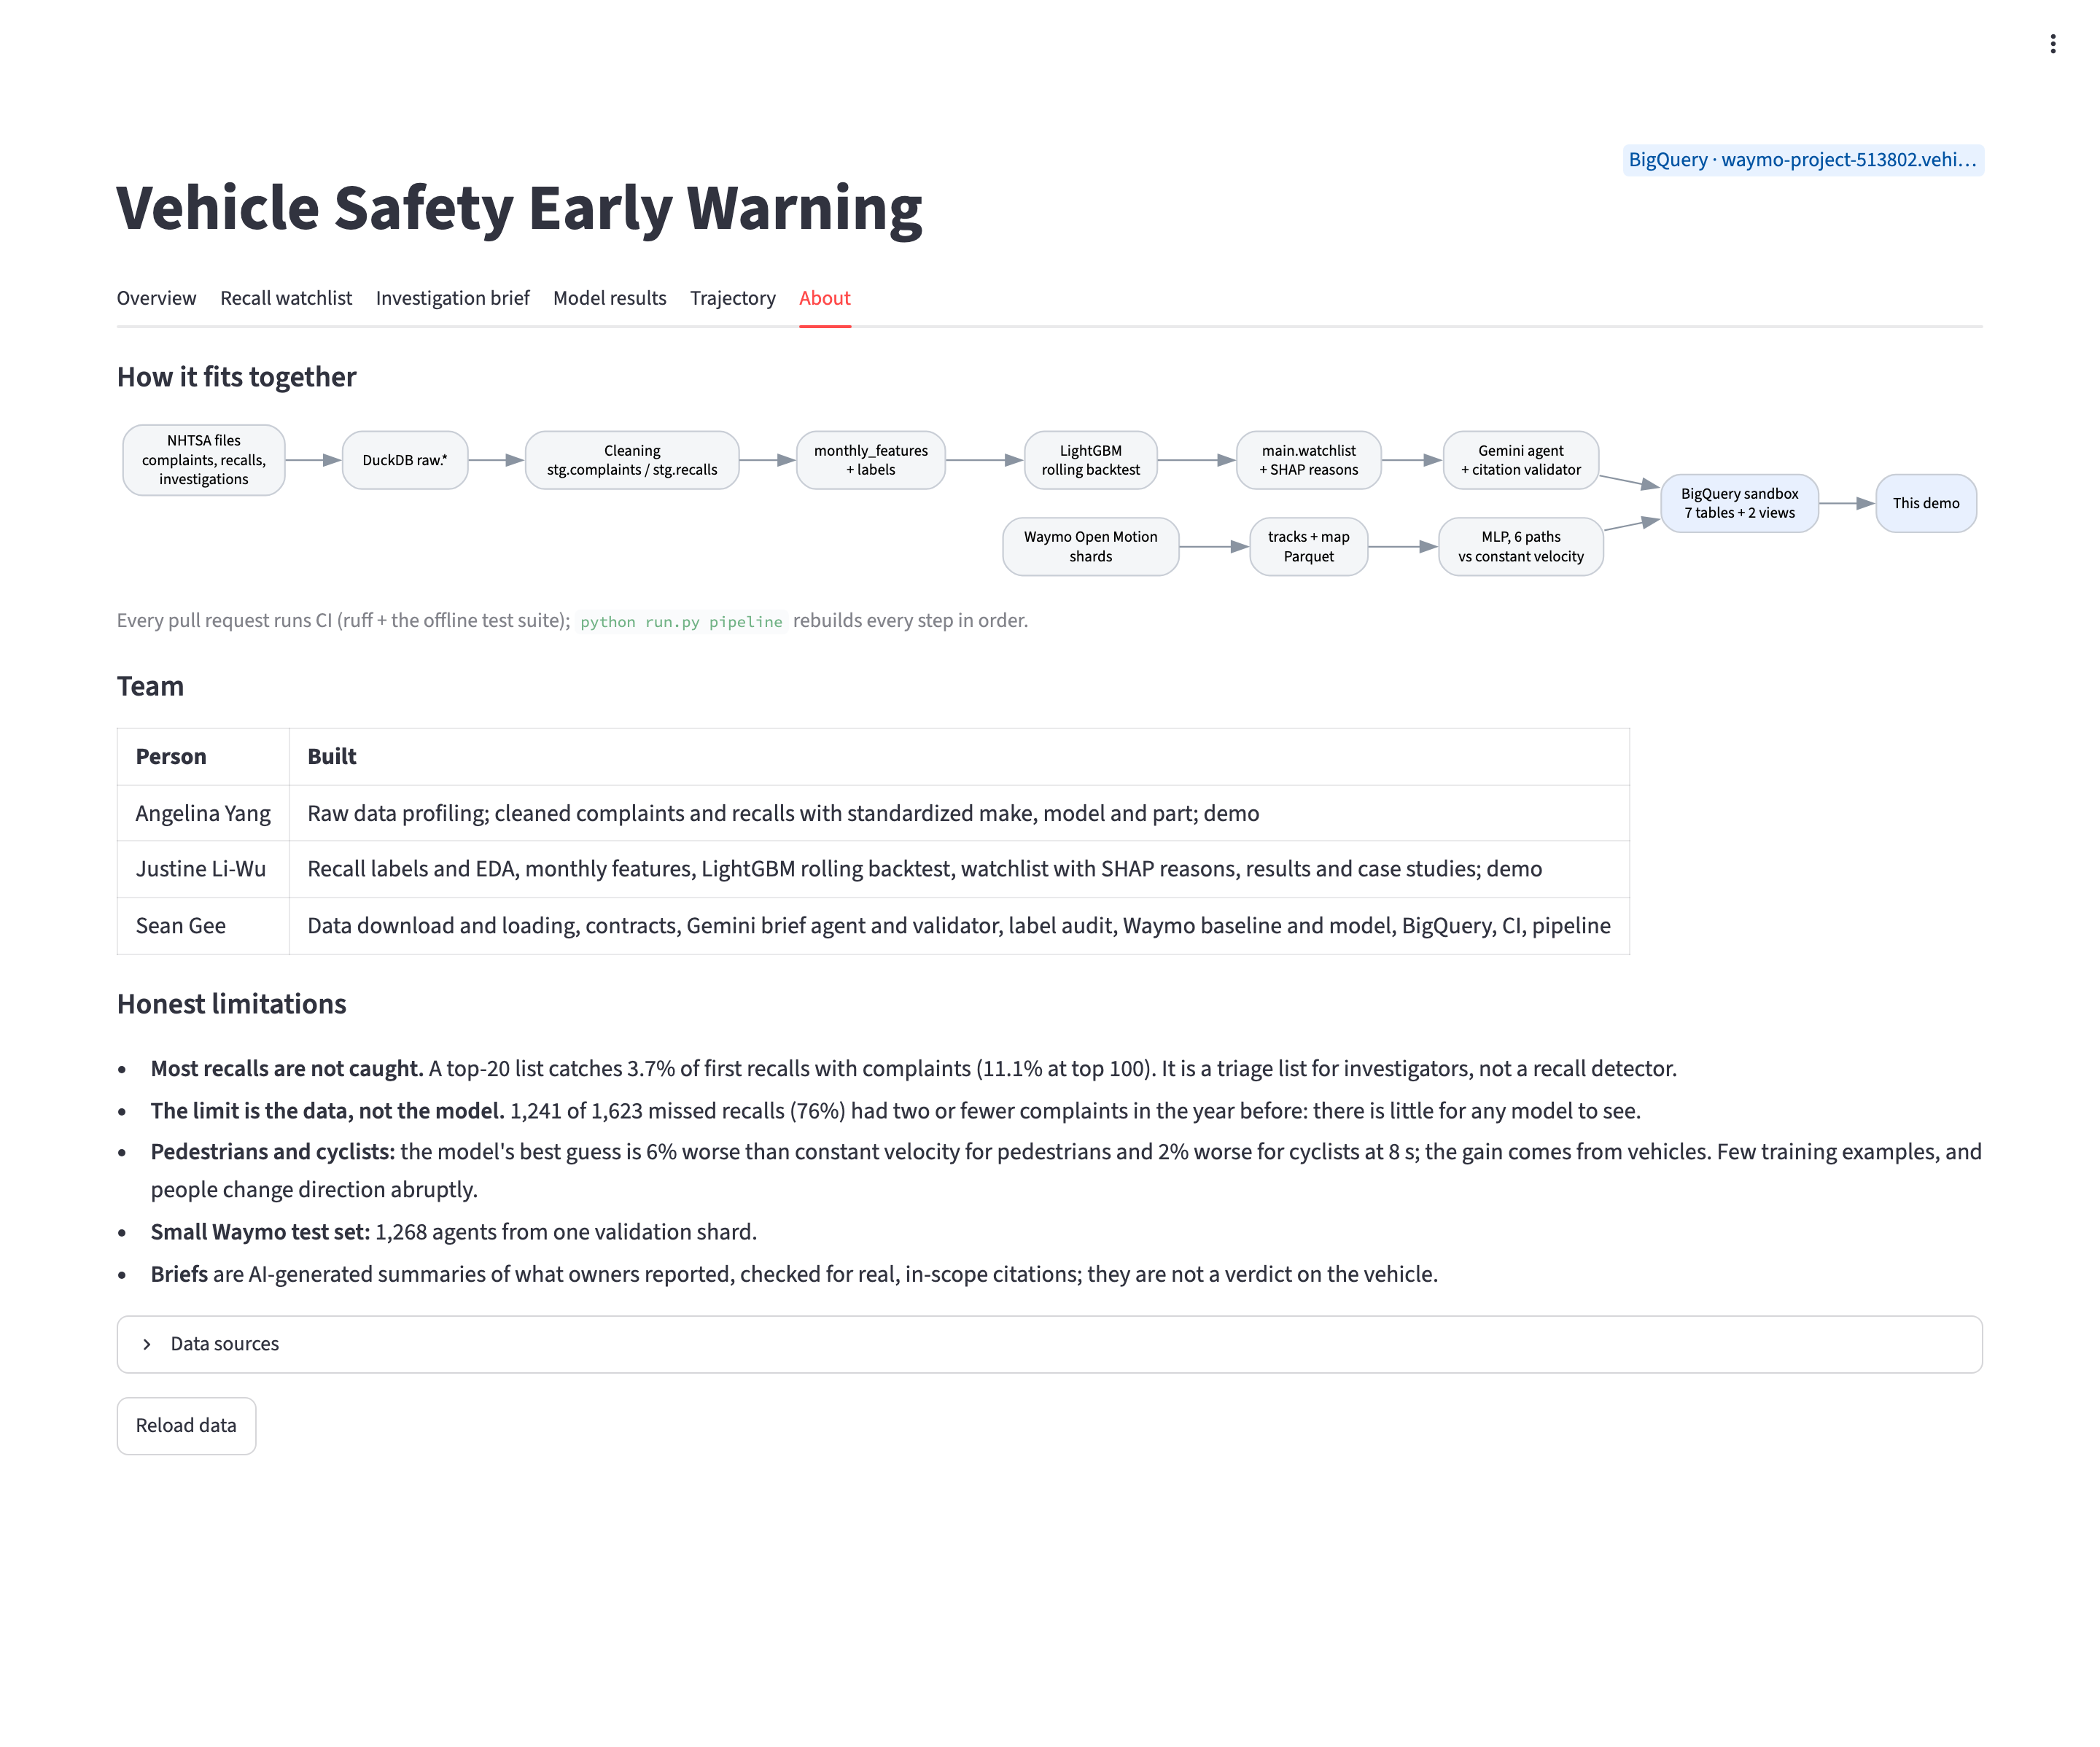 BigQuery · waymo-project-513802.vehi…
Vehicle Safety Early Warning
Overview Recall watchlist Investigation brief Model results Trajectory About
How it fits together
NHTSA files
complaints, recalls,
investigations
DuckDB raw.*
Cleaning
stg.complaints / stg.recalls
monthly_features
+ labels
LightGBM
rolling backtest
main.watchlist
+ SHAP reasons
Gemini agent
+ citation validator
BigQuery sandbox
7 tables + 2 views
This demo
Waymo Open Motion
shards
tracks + map
Parquet
MLP, 6 paths
vs constant velocity
Every pull request runs CI (ruff + the offline test suite); python run.py pipeline rebuilds every step in order.
Team
Person Built
Angelina Yang Raw data profiling; cleaned complaints and recalls with standardized make, model and part; demo
Justine Li-Wu Recall labels and EDA, monthly features, LightGBM rolling backtest, watchlist with SHAP reasons, results and case studies; demo
Sean Gee Data download and loading, contracts, Gemini brief agent and validator, label audit, Waymo baseline and model, BigQuery, CI, pipeline
Honest limitations
• Most recalls are not caught. A top-20 list catches 3.7% of first recalls with complaints (11.1% at top 100). It is a triage list for investigators, not a recall detector.
• The limit is the data, not the model. 1,241 of 1,623 missed recalls (76%) had two or fewer complaints in the year before: there is little for any model to see.
• Pedestrians and cyclists: the model's best guess is 6% worse than constant velocity for pedestrians and 2% worse for cyclists at 8 s; the gain comes from vehicles. Few training examples, and
people change direction abruptly.
• Small Waymo test set: 1,268 agents from one validation shard.
• Briefs are AI-generated summaries of what owners reported, checked for real, in-scope citations; they are not a verdict on the vehicle.
Data sources
Reload data